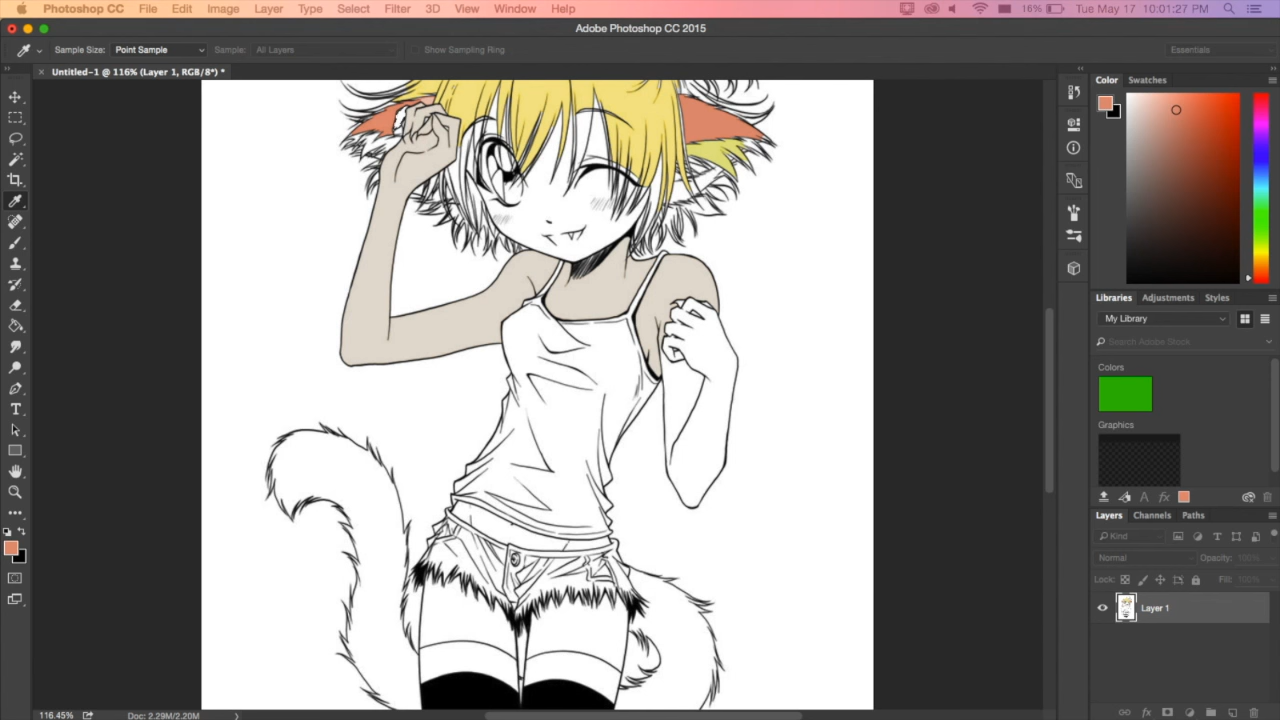 Photoshop CC File Edit Image Layer Type Select Filter 3D View Window Help 16% Tue May 17 10:01:27 PM
Adobe Photoshop CC 2015
Sample Size: Point Sample Sample: All Layers Show Sampling Ring Essentials
× Untitled-1 @ 116% (Layer 1, RGB/8*) *
Color Swatches
Libraries Adjustments Styles
My Library
Search Adobe Stock
Colors
Graphics
Layers Channels Paths
Kind
Normal Opacity: 100%
Lock: Fill: 100%
Layer 1
116.45% Doc: 2.29M/2.20M